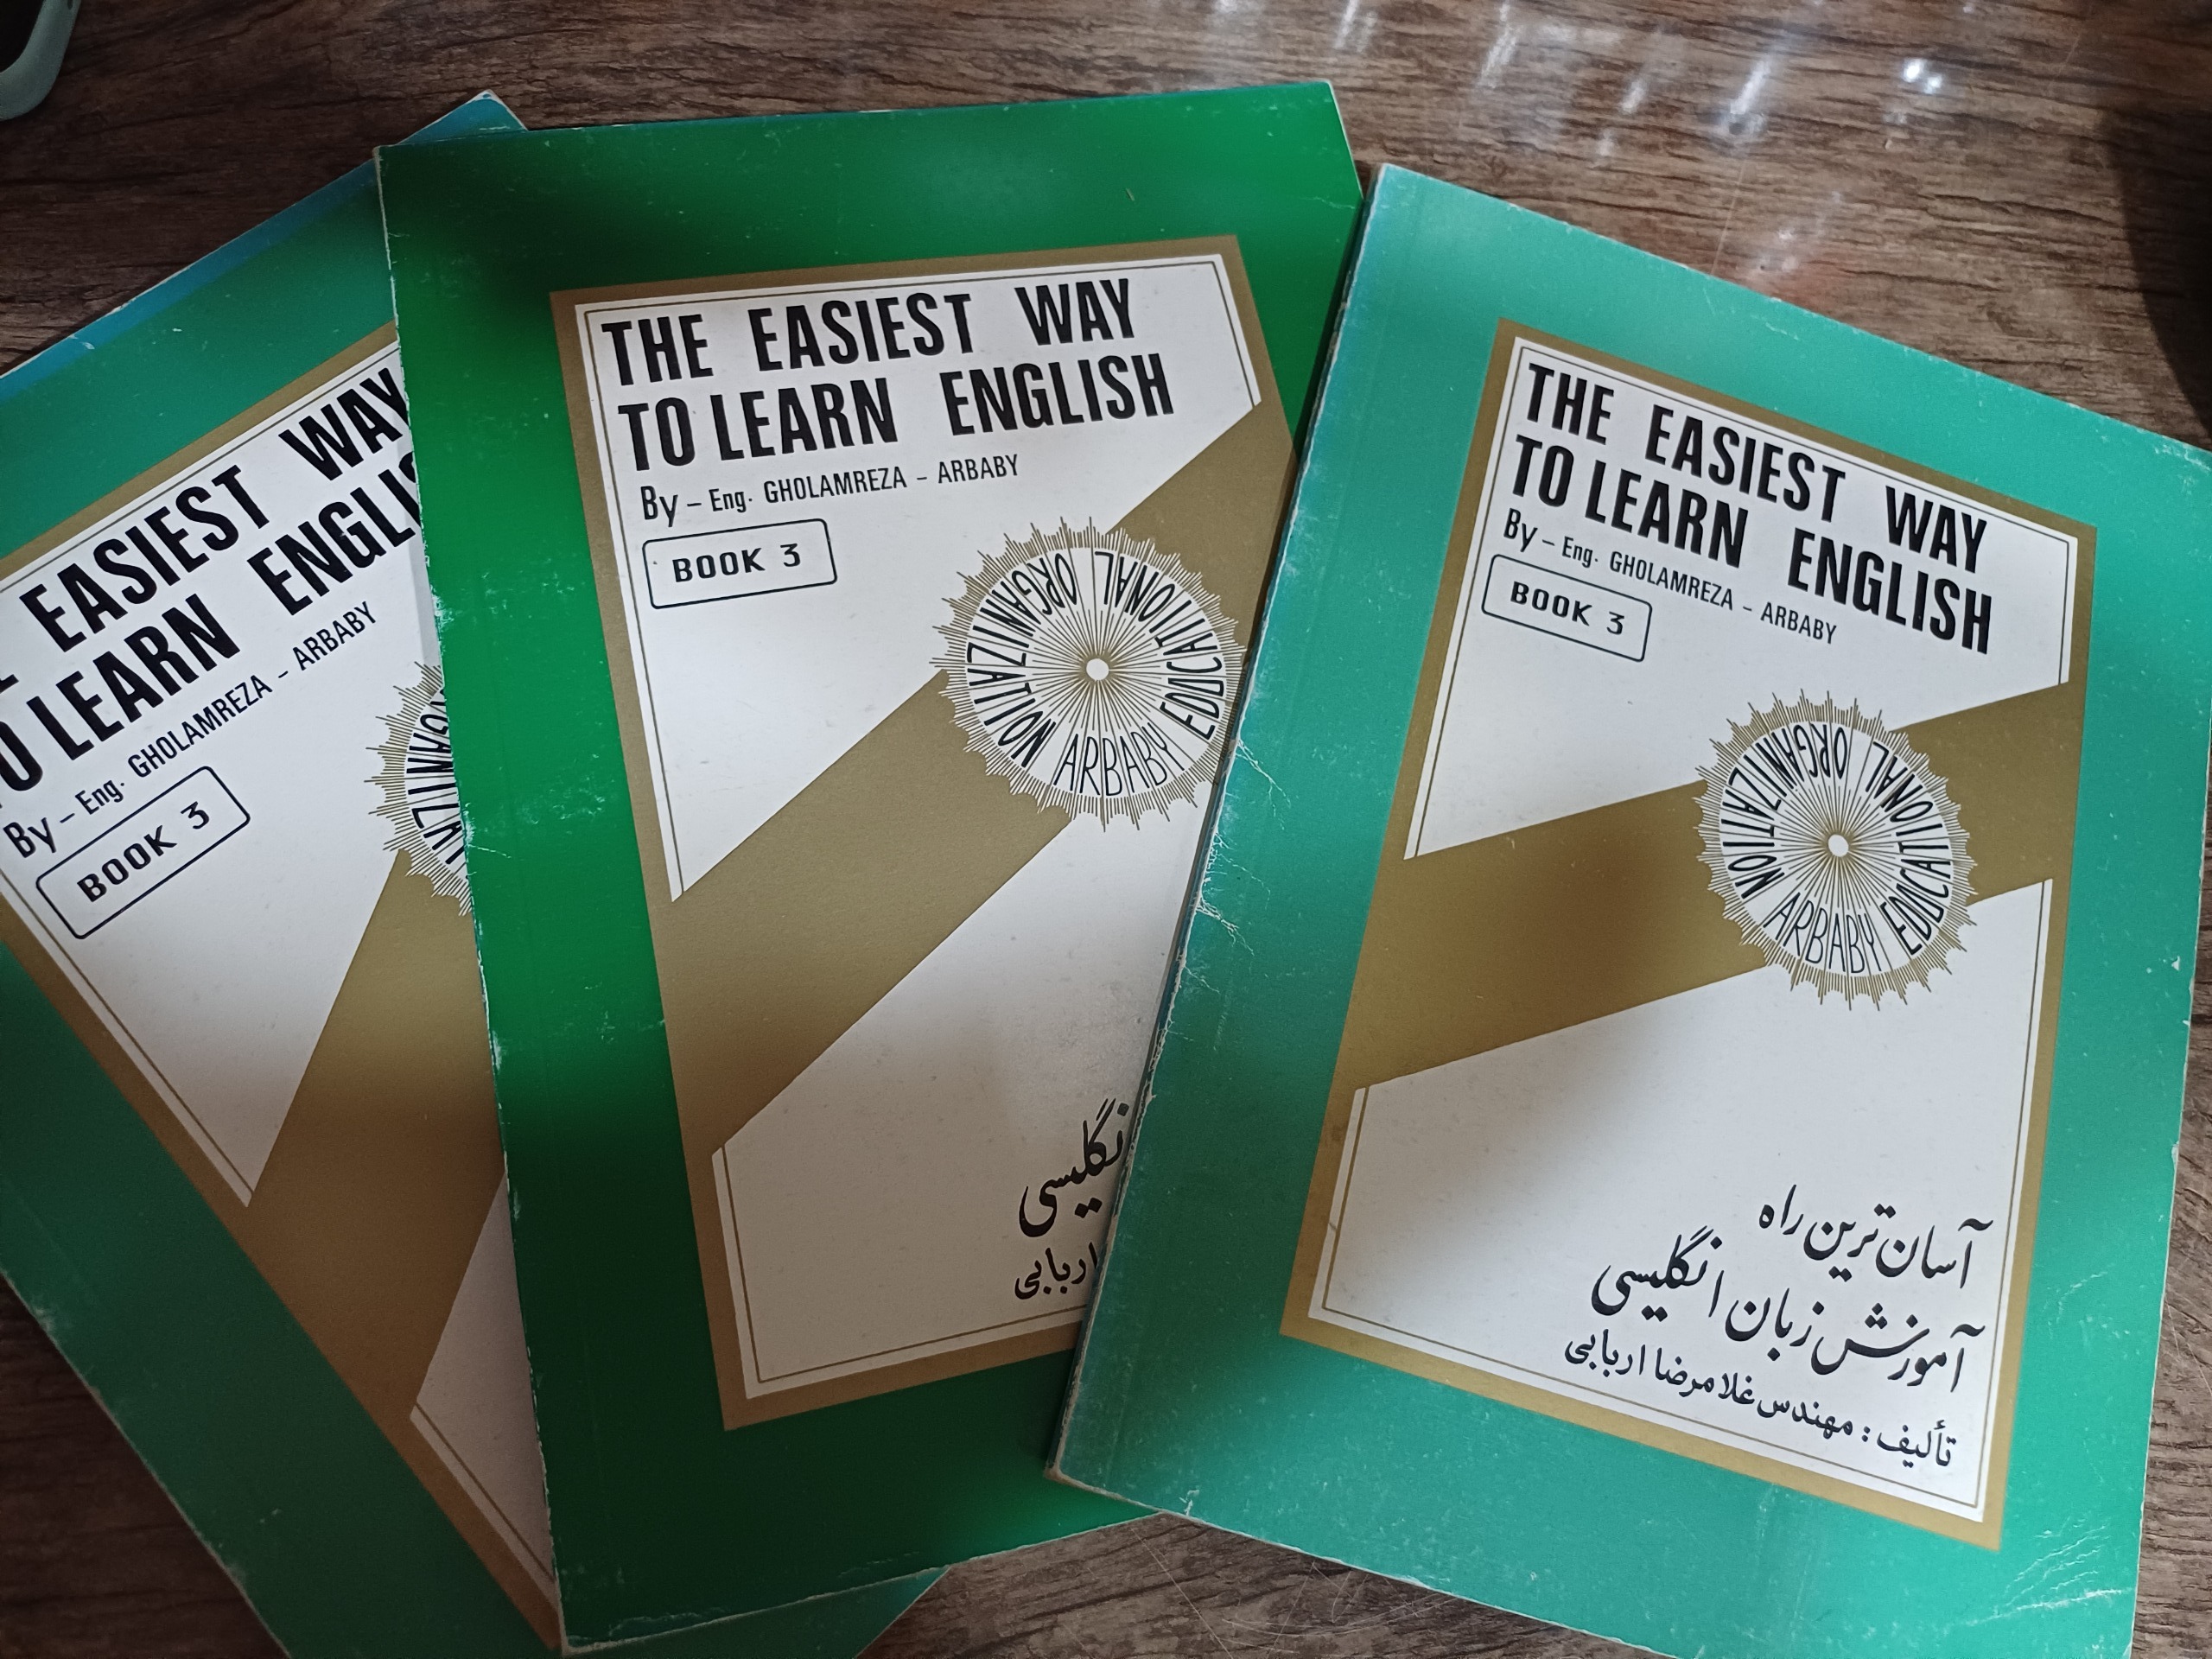 EASIEST WAY
LEARN
By - Eng. GHOLAMREZA - ARBABY
BOOK 3
THE EASIEST WAY
TO LEARN ENGLISH
By - Eng. GHOLAMREZA - ARBABY
BOOK 3
ARBABY EDUCATIONAL ORGANIZATION
انگلیسی
اربابی
THE EASIEST WAY
TO LEARN ENGLISH
By - Eng. GHOLAMREZA - ARBABY
BOOK 3
ARBABY EDUCATIONAL ORGANIZATION
آسان ترین راه
آموزش زبان انگلیسی
تألیف : مهندس غلامرضا اربابی